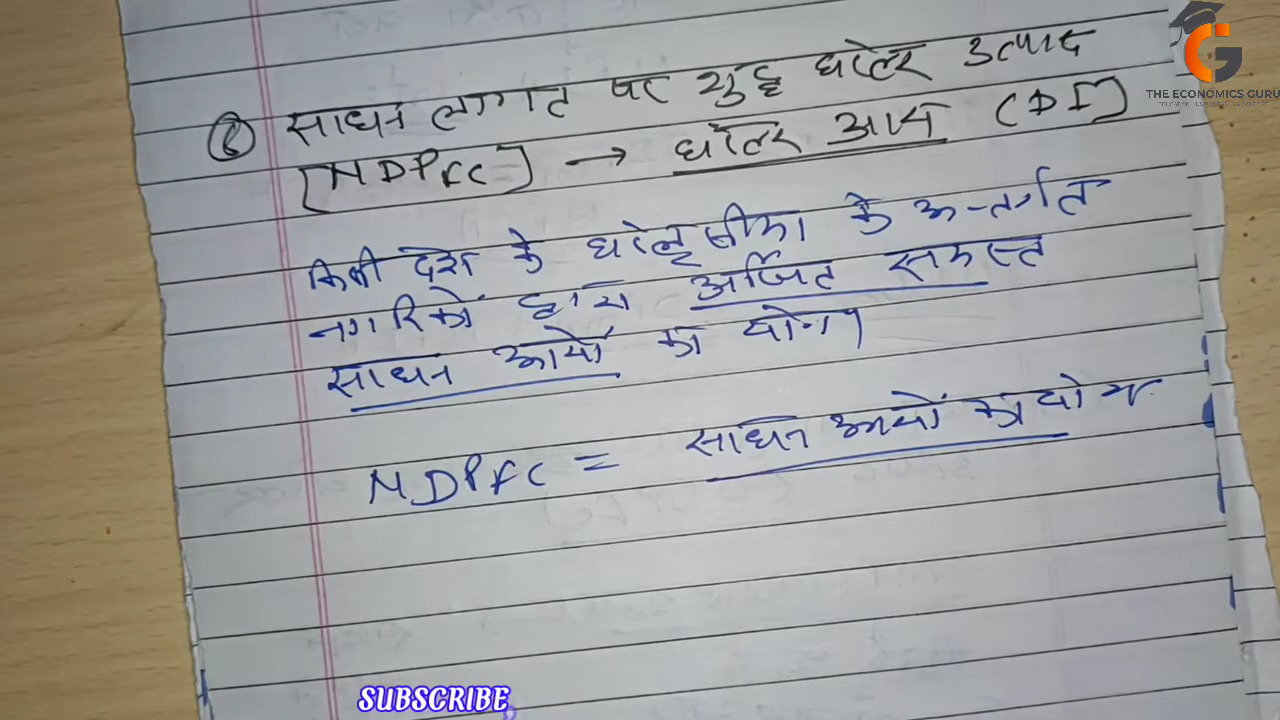 ⑥ साधन लागत पर शुद्ध घरेलू उत्पाद
[NDPFC] → घरेलू आय (DI)
किसी देश के घरेलू सीमा के अन्तर्गत
नागरिकों द्वारा अर्जित समस्त
साधन आयों का योग।
NDPFC = साधन आयों का योग
THE ECONOMICS GURU
SUBSCRIBE